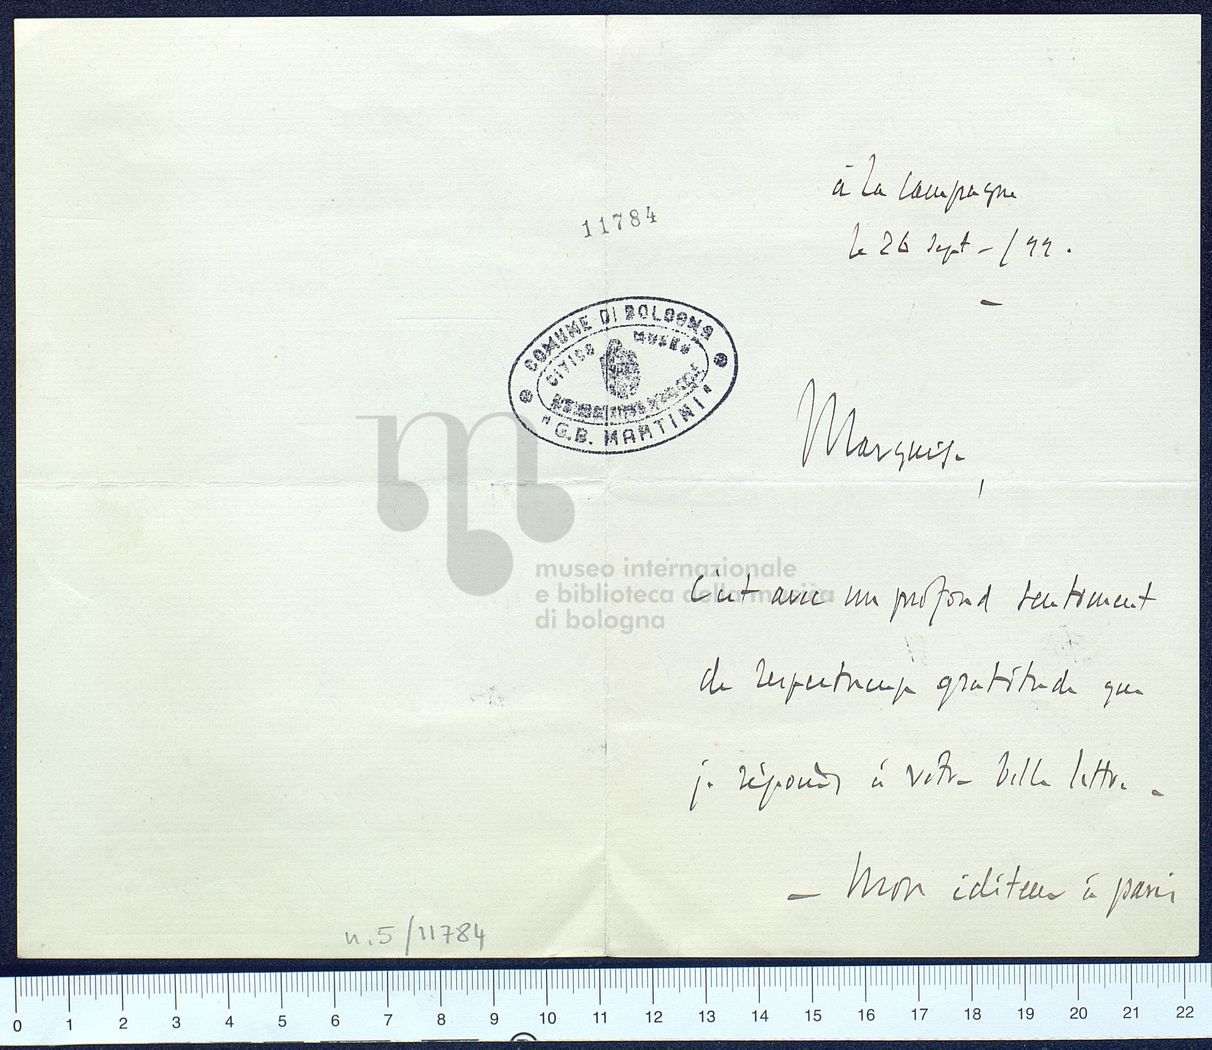 à la campagne
le 26 sept - / 99.
11784
COMUNE DI BOLOGNA
CIVICO MUSEO
"G.B. MARTINI"
Marquise,
museo internazionale
e biblioteca della musica
di bologna
C'est avec un profond sentiment
de respectueuse gratitude que
je réponds à votre belle lettre.
- Mon éditeur à paris
n.5/11784
0 1 2 3 4 5 6 7 8 9 10 11 12 13 14 15 16 17 18 19 20 21 22